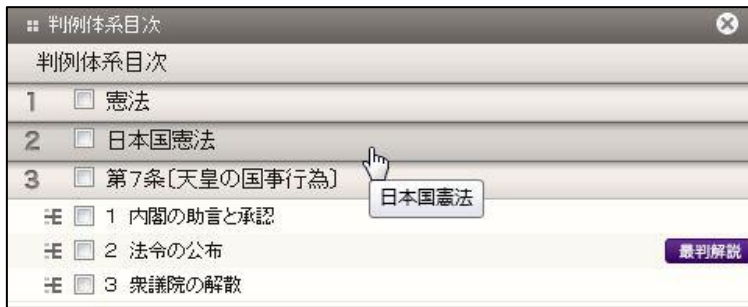 判例体系目次
判例体系目次
1 憲法
2 日本国憲法
3 第7条〔天皇の国事行為〕
日本国憲法
1 内閣の助言と承認
2 法令の公布 最判解説
3 衆議院の解散